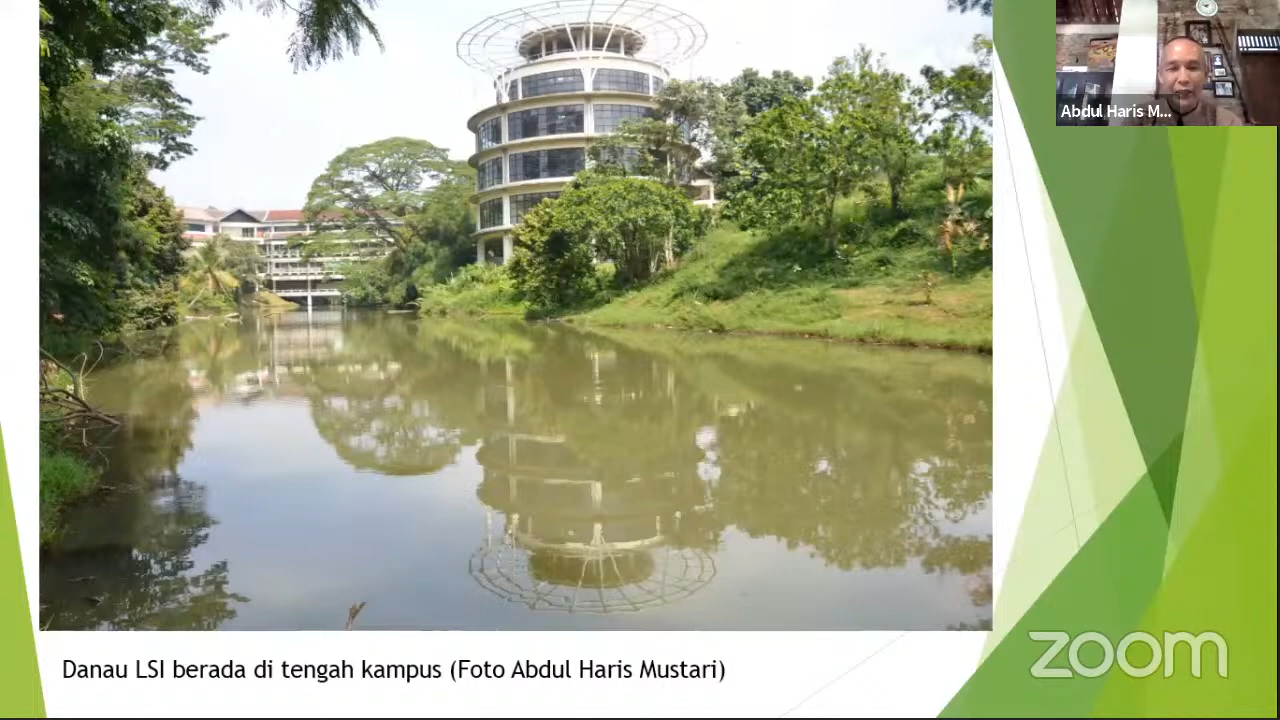 Abdul Haris M...
Danau LSI berada di tengah kampus (Foto Abdul Haris Mustari)
zoom